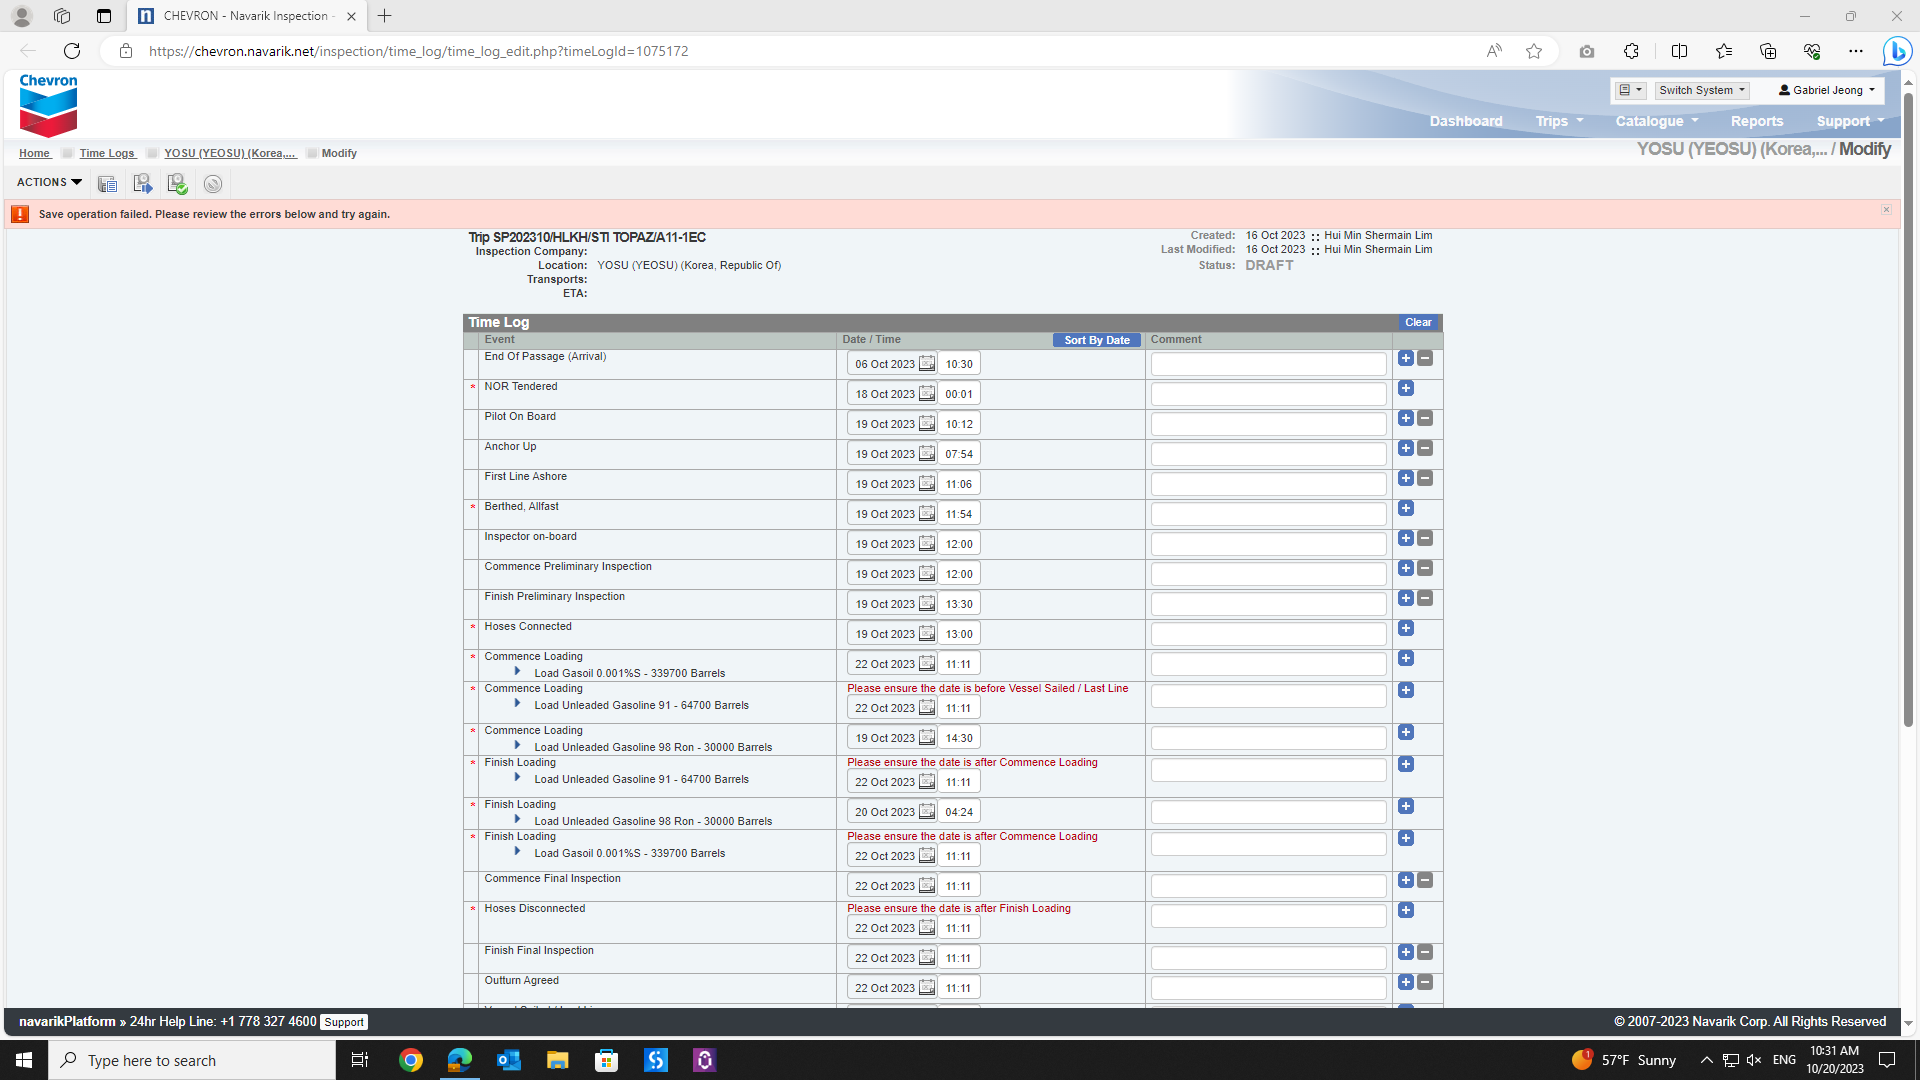 CHEVRON - Navarik Inspection -
https://chevron.navarik.net/inspection/time_log/time_log_edit.php?timeLogId=1075172
Chevron
Switch System
Gabriel Jeong
Dashboard Trips Catalogue Reports Support
Home Time Logs YOSU (YEOSU) (Korea,... Modify
YOSU (YEOSU) (Korea,... / Modify
ACTIONS
Save operation failed. Please review the errors below and try again.
Trip SP202310/HLKH/STI TOPAZ/A11-1EC
Inspection Company:
Location: YOSU (YEOSU) (Korea, Republic Of)
Transports:
ETA:
Created: 16 Oct 2023 :: Hui Min Shermain Lim
Last Modified: 16 Oct 2023 :: Hui Min Shermain Lim
Status: DRAFT
Time Log Clear
Event Date / Time Sort By Date Comment
End Of Passage (Arrival) 06 Oct 2023 10:30
* NOR Tendered 18 Oct 2023 00:01
Pilot On Board 19 Oct 2023 10:12
Anchor Up 19 Oct 2023 07:54
First Line Ashore 19 Oct 2023 11:06
* Berthed, Allfast 19 Oct 2023 11:54
Inspector on-board 19 Oct 2023 12:00
Commence Preliminary Inspection 19 Oct 2023 12:00
Finish Preliminary Inspection 19 Oct 2023 13:30
* Hoses Connected 19 Oct 2023 13:00
* Commence Loading 22 Oct 2023 11:11
Load Gasoil 0.001%S - 339700 Barrels
* Commence Loading Please ensure the date is before Vessel Sailed / Last Line
Load Unleaded Gasoline 91 - 64700 Barrels 22 Oct 2023 11:11
* Commence Loading 19 Oct 2023 14:30
Load Unleaded Gasoline 98 Ron - 30000 Barrels
* Finish Loading Please ensure the date is after Commence Loading
Load Unleaded Gasoline 91 - 64700 Barrels 22 Oct 2023 11:11
* Finish Loading 20 Oct 2023 04:24
Load Unleaded Gasoline 98 Ron - 30000 Barrels
* Finish Loading Please ensure the date is after Commence Loading
Load Gasoil 0.001%S - 339700 Barrels 22 Oct 2023 11:11
Commence Final Inspection 22 Oct 2023 11:11
* Hoses Disconnected Please ensure the date is after Finish Loading
22 Oct 2023 11:11
Finish Final Inspection 22 Oct 2023 11:11
Outturn Agreed 22 Oct 2023 11:11
navarikPlatform » 24hr Help Line: +1 778 327 4600 Support
© 2007-2023 Navarik Corp. All Rights Reserved
Type here to search
1
57°F Sunny
ENG
10:31 AM
10/20/2023